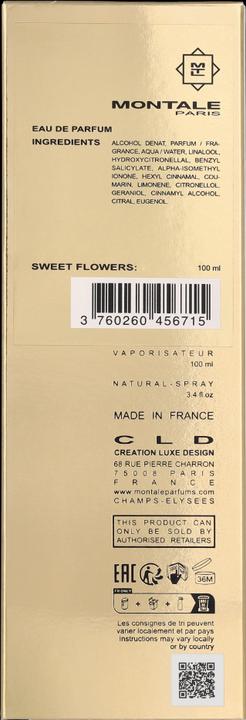 MONTALE
PARIS
EAU DE PARFUM
INGREDIENTS
ALCOHOL DENAT, PARFUM / FRA-
GRANCE, AQUA / WATER, LINALOOL,
HYDROXYCITRONELLAL, BENZYL
SALICYLATE, ALPHA-ISOMETHYL
IONONE, HEXYL CINNAMAL, COU-
MARIN, LIMONENE, CITRONELLOL,
GERANIOL, CINNAMYL ALCOHOL,
CITRAL, EUGENOL.
SWEET FLOWERS: 100 ml
3 760260 456715
VAPORISATEUR
100 ml
NATURAL-SPRAY
3.4 fl oz
MADE IN FRANCE
CLD
CREATION LUXE DESIGN
68 RUE PIERRE CHARRON
75008 PARIS
FRANCE
www.montaleparfums.com
CHAMPS-ELYSEES
THIS PRODUCT CAN
ONLY BE SOLD BY
AUTHORISED RETAILERS
EAC 36M
FR ONLY
Les consignes de tri peuvent
varier localement et par pays
Instructions may vary locally
or by country